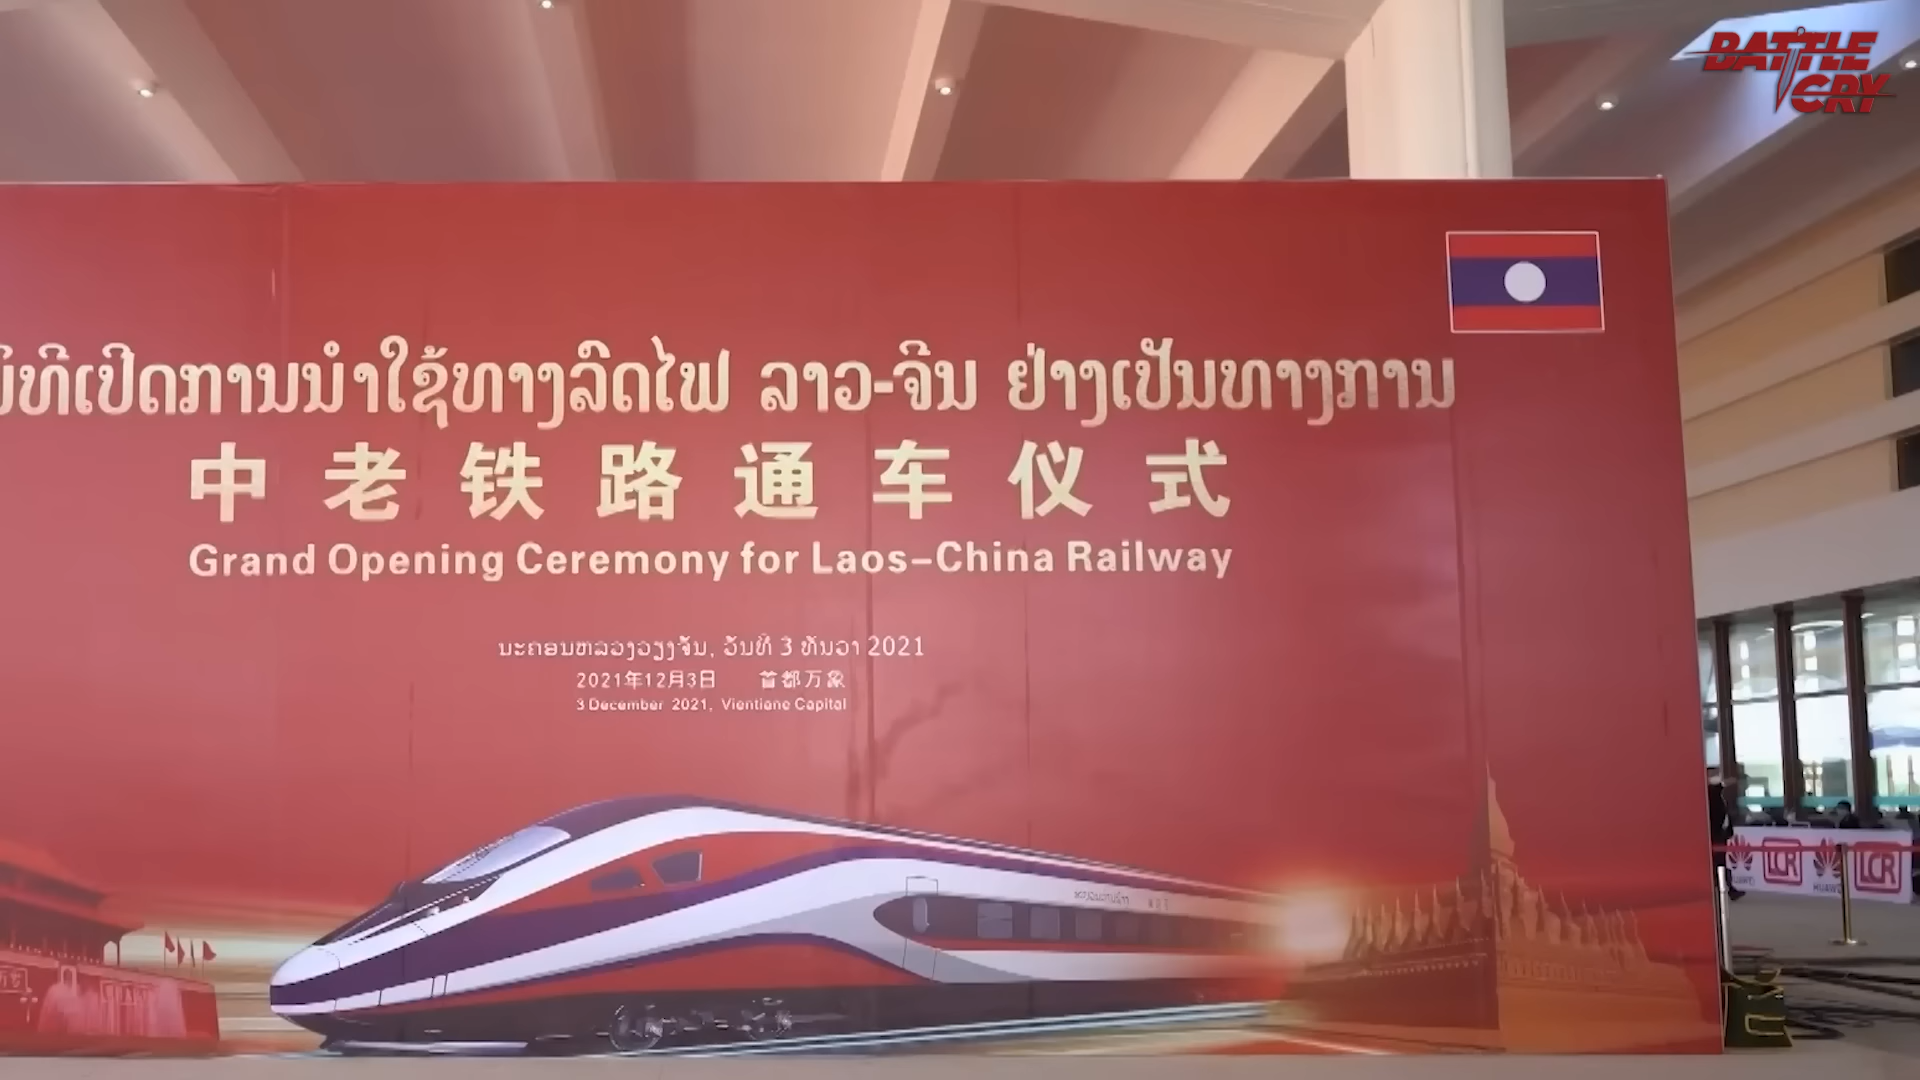 BATTLE
CRY
ພິທີເປີດການນຳໃຊ້ທາງລົດໄຟ ລາວ-ຈີນ ຢ່າງເປັນທາງການ
中老铁路通车仪式
Grand Opening Ceremony for Laos-China Railway
ນະຄອນຫລວງວຽງຈັນ, ວັນທີ 3 ທັນວາ 2021
2021年12月3日 首都万象
3 December 2021, Vientiane Capital
LCR HUAWEI LCR